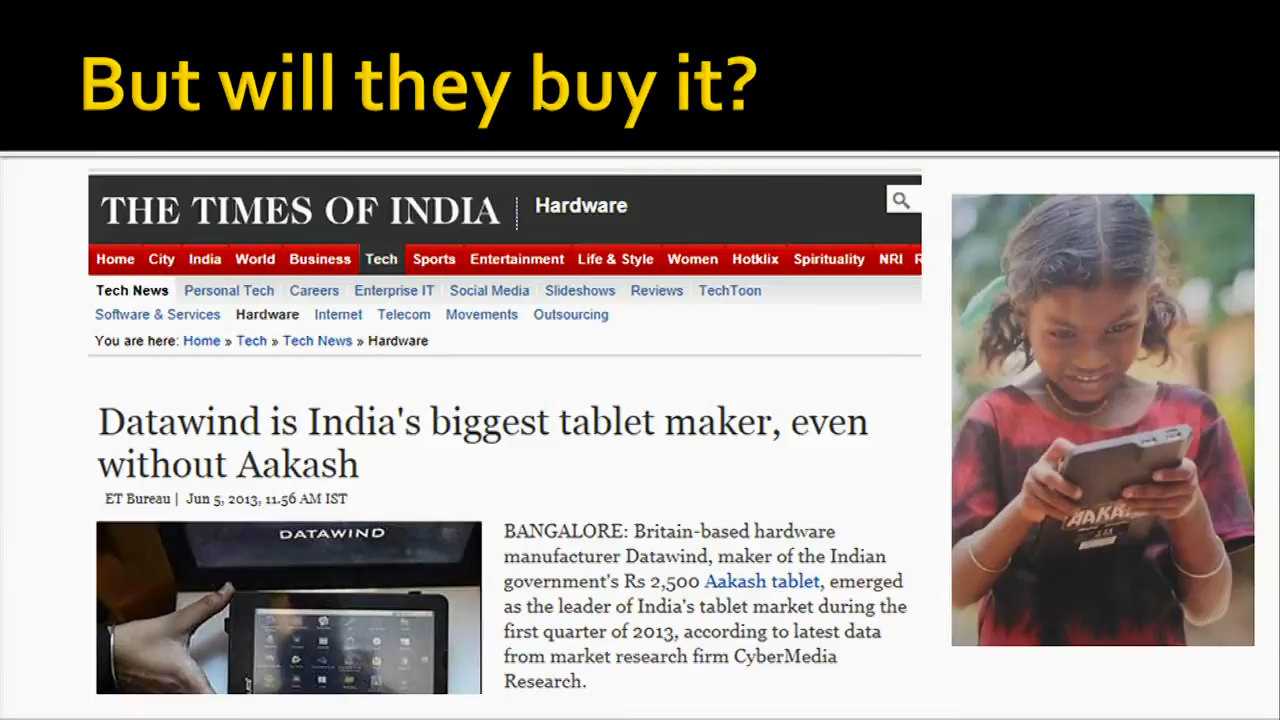 But will they buy it?
THE TIMES OF INDIA Hardware
Home City India World Business Tech Sports Entertainment Life & Style Women Hotklix Spirituality NRI
Tech News Personal Tech Careers Enterprise IT Social Media Slideshows Reviews TechToon
Software & Services Hardware Internet Telecom Movements Outsourcing
You are here: Home » Tech » Tech News » Hardware
Datawind is India's biggest tablet maker, even
without Aakash
ET Bureau | Jun 5, 2013, 11.56 AM IST
DATAWIND
BANGALORE: Britain-based hardware
manufacturer Datawind, maker of the Indian
government's Rs 2,500 Aakash tablet, emerged
as the leader of India's tablet market during the
first quarter of 2013, according to latest data
from market research firm CyberMedia
Research.